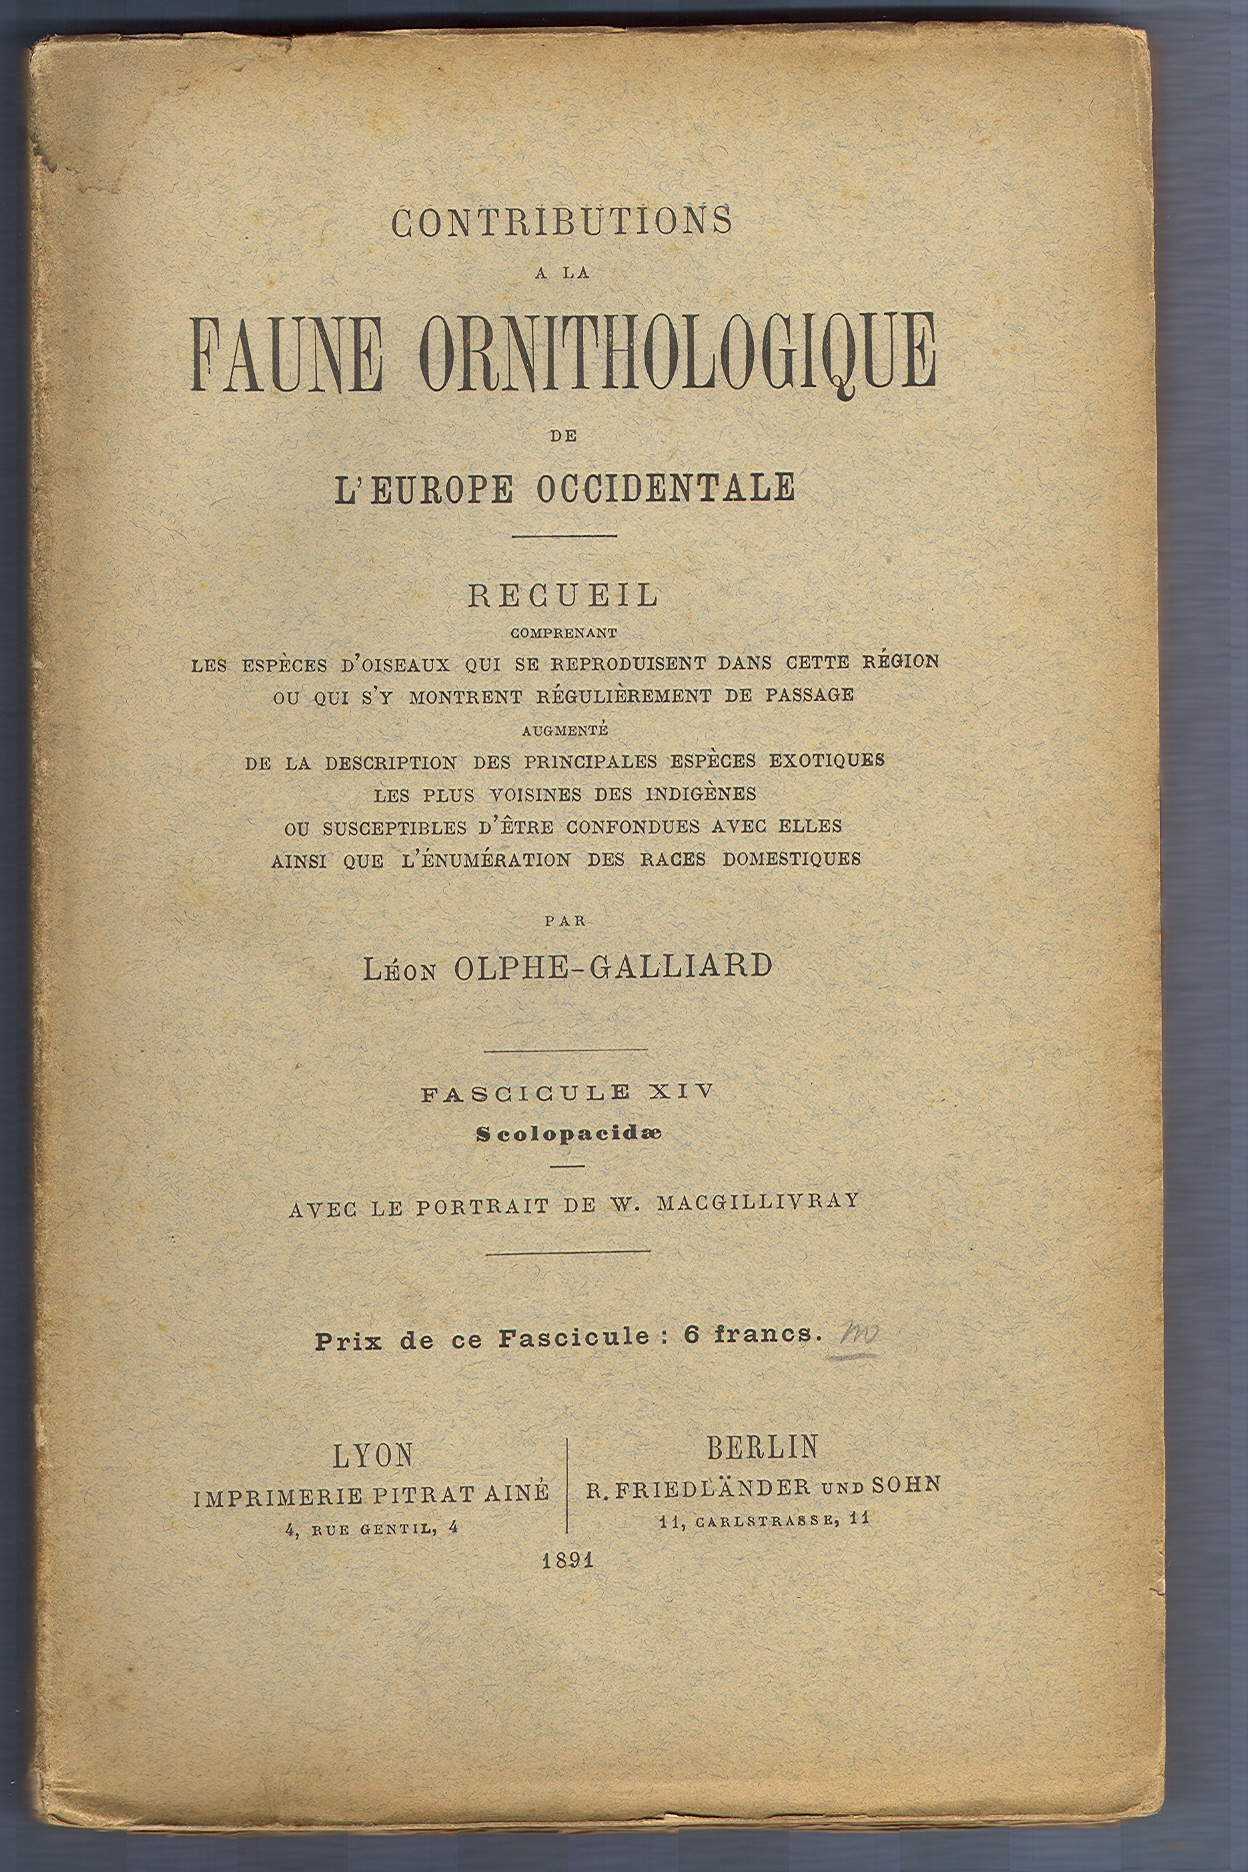 CONTRIBUTIONS
A LA
FAUNE ORNITHOLOGIQUE
DE
L'EUROPE OCCIDENTALE
RECUEIL
COMPRENANT
LES ESPÈCES D'OISEAUX QUI SE REPRODUISENT DANS CETTE RÉGION
OU QUI S'Y MONTRENT RÉGULIÈREMENT DE PASSAGE
AUGMENTÉ
DE LA DESCRIPTION DES PRINCIPALES ESPÈCES EXOTIQUES
LES PLUS VOISINES DES INDIGÈNES
OU SUSCEPTIBLES D'ÊTRE CONFONDUES AVEC ELLES
AINSI QUE L'ÉNUMÉRATION DES RACES DOMESTIQUES
PAR
LÉON OLPHE-GALLIARD
FASCICULE XIV
Scolopacidæ
AVEC LE PORTRAIT DE W. MACGILLIVRAY
Prix de ce Fascicule : 6 francs.
LYON
IMPRIMERIE PITRAT AINÉ
4, RUE GENTIL, 4
BERLIN
R. FRIEDLÄNDER UND SOHN
11, CARLSTRASSE, 11
1891